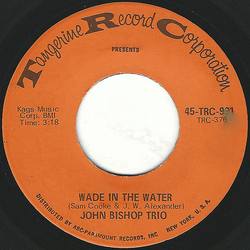 Tangerine Record Corporation
PRESENTS
Kags Music
Corp. BMI
Time: 3:18
45-TRC-991
TRC-376
WADE IN THE WATER
(Sam Cooke & J. W. Alexander)
JOHN BISHOP TRIO
DISTRIBUTED BY ABC-PARAMOUNT RECORDS, INC. NEW YORK, U.S.A.